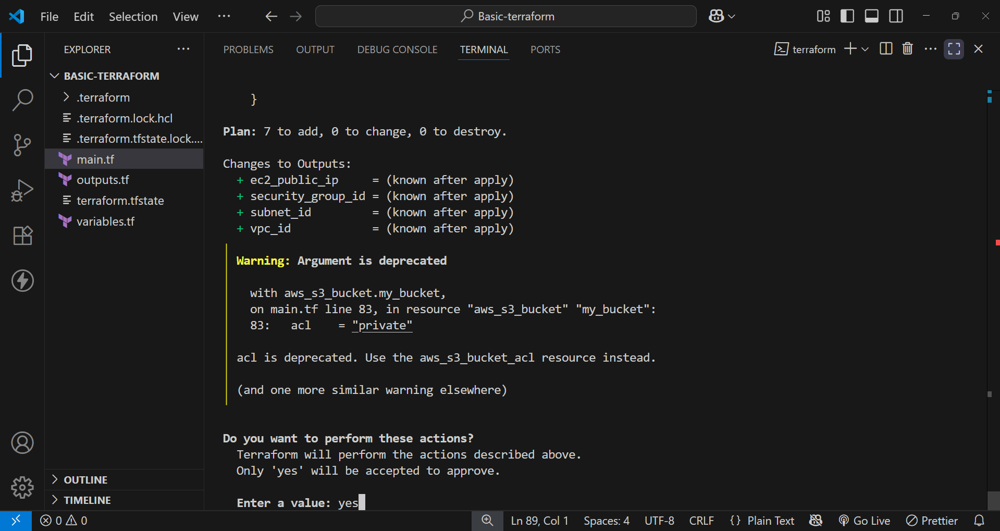 File Edit Selection View ···
Basic-terraform
EXPLORER ···
BASIC-TERRAFORM
.terraform
.terraform.lock.hcl
.terraform.tfstate.lock....
main.tf
outputs.tf
terraform.tfstate
variables.tf
OUTLINE
TIMELINE
PROBLEMS OUTPUT DEBUG CONSOLE TERMINAL PORTS
terraform
}
Plan: 7 to add, 0 to change, 0 to destroy.
Changes to Outputs:
+ ec2_public_ip     = (known after apply)
+ security_group_id = (known after apply)
+ subnet_id         = (known after apply)
+ vpc_id            = (known after apply)
Warning: Argument is deprecated
with aws_s3_bucket.my_bucket,
on main.tf line 83, in resource "aws_s3_bucket" "my_bucket":
83:   acl    = "private"
acl is deprecated. Use the aws_s3_bucket_acl resource instead.
(and one more similar warning elsewhere)
Do you want to perform these actions?
Terraform will perform the actions described above.
Only 'yes' will be accepted to approve.
Enter a value: yes
0 0 Ln 89, Col 1 Spaces: 4 UTF-8 CRLF {} Plain Text Go Live Prettier